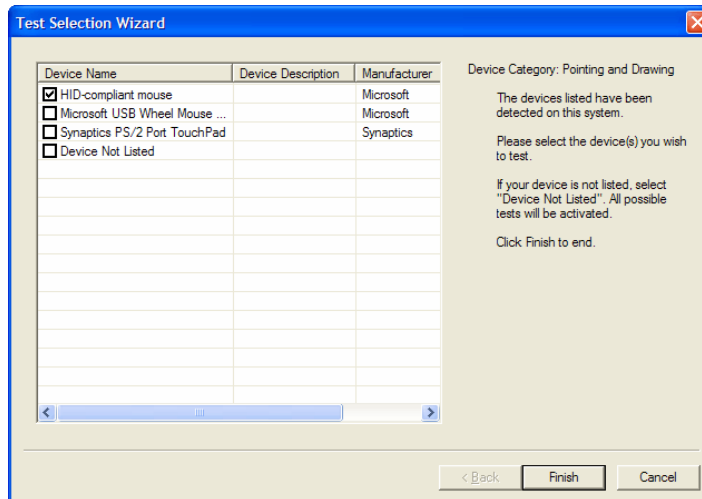 Test Selection Wizard
Device Name Device Description Manufacturer
HID-compliant mouse Microsoft
Microsoft USB Wheel Mouse ... Microsoft
Synaptics PS/2 Port TouchPad Synaptics
Device Not Listed
Device Category: Pointing and Drawing
The devices listed have been
detected on this system.
Please select the device(s) you wish
to test.
If your device is not listed, select
"Device Not Listed". All possible
tests will be activated.
Click Finish to end.
< Back Finish Cancel